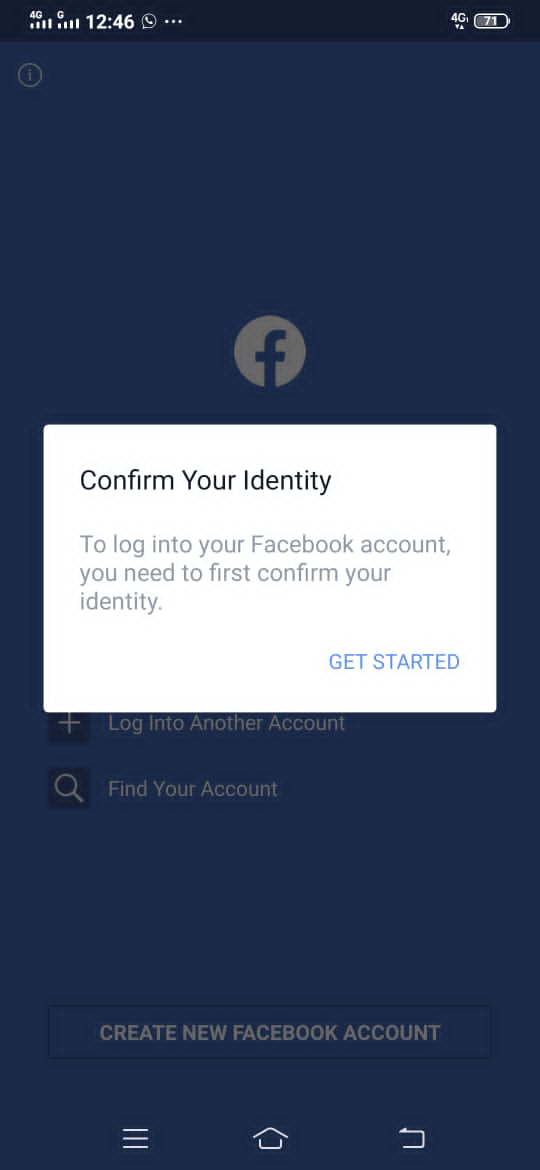 4G G 12:46 ... 4G 71
Confirm Your Identity
To log into your Facebook account,
you need to first confirm your
identity.
GET STARTED
Log Into Another Account
Find Your Account
CREATE NEW FACEBOOK ACCOUNT